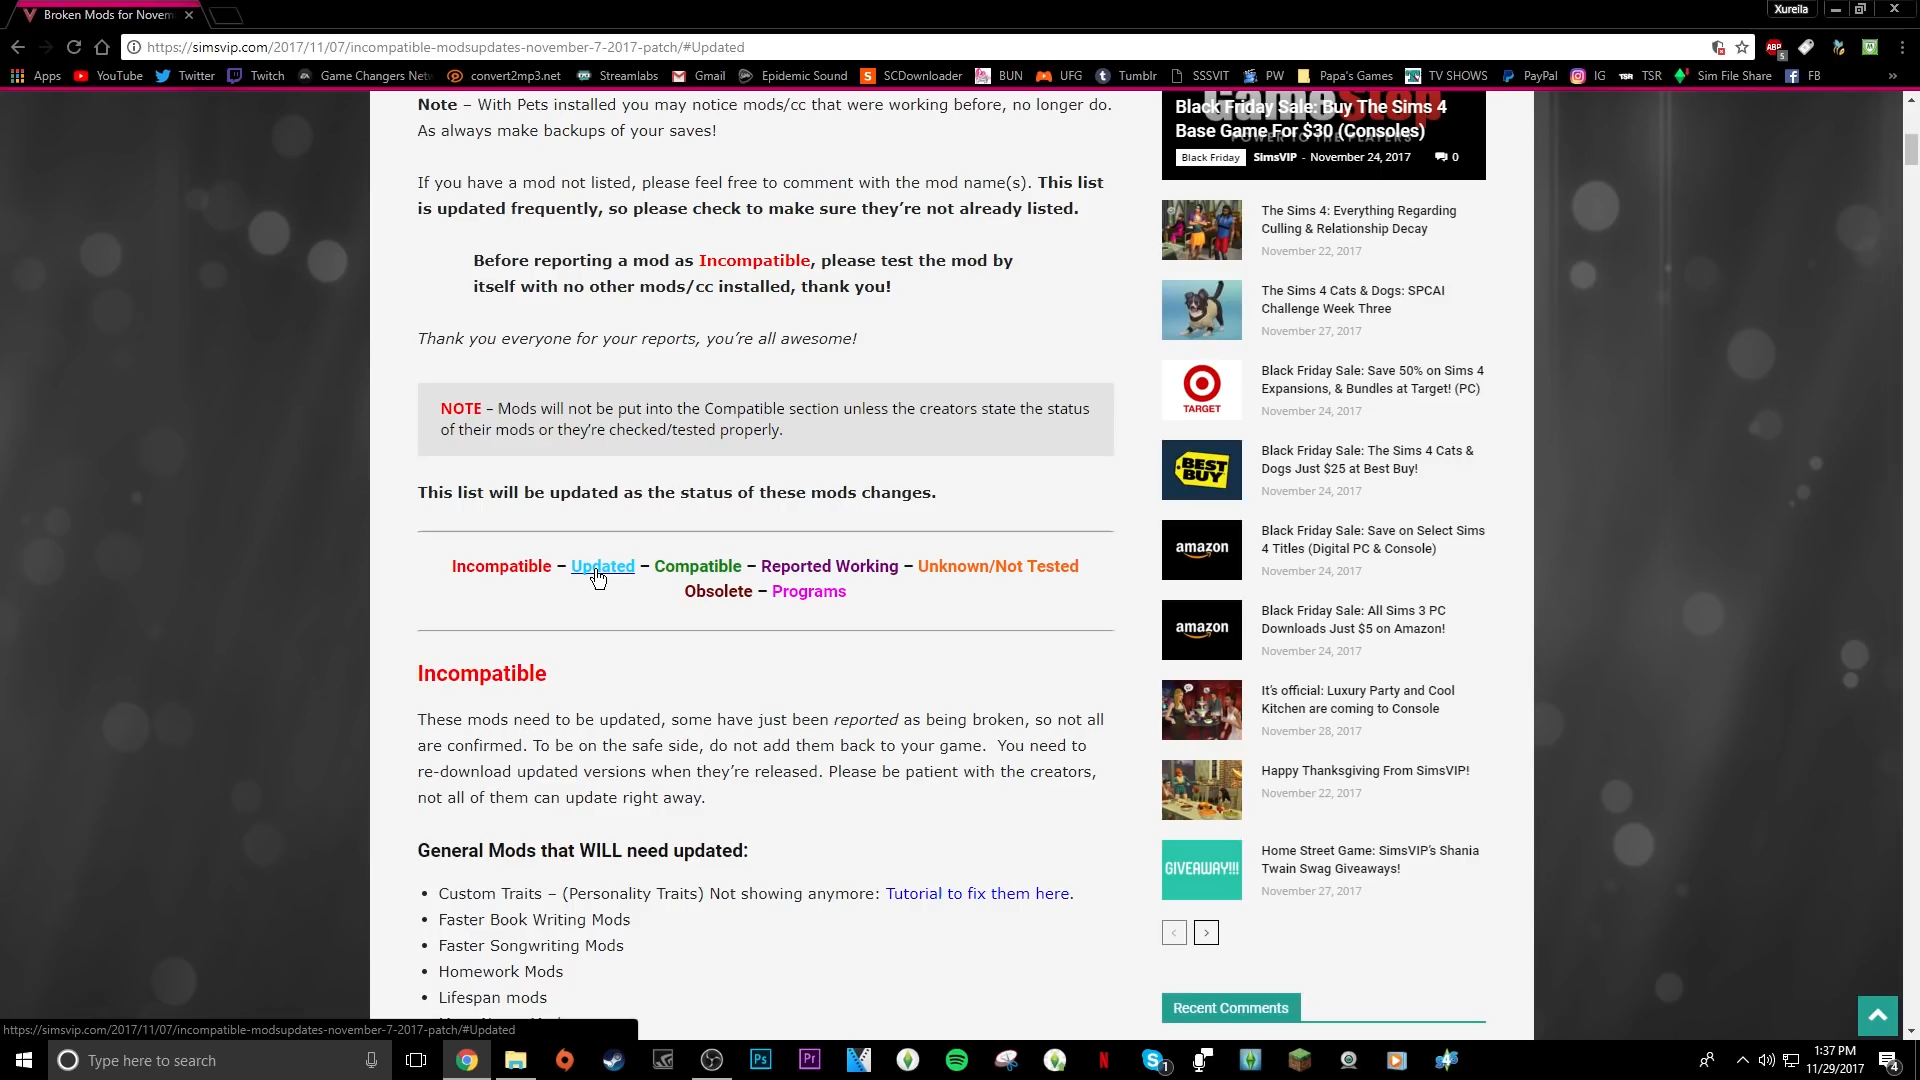 Broken Mods for Novem
Xureila
https://simsvip.com/2017/11/07/incompatible-modsupdates-november-7-2017-patch/#Updated
Apps YouTube Twitter Twitch Game Changers Netw convert2mp3.net Streamlabs Gmail Epidemic Sound SCDownloader BUN UFG Tumblr SSSVIT PW Papa's Games TV SHOWS PayPal IG TSR Sim File Share FB
Note – With Pets installed you may notice mods/cc that were working before, no longer do.
As always make backups of your saves!
If you have a mod not listed, please feel free to comment with the mod name(s). This list
is updated frequently, so please check to make sure they're not already listed.
Before reporting a mod as Incompatible, please test the mod by
itself with no other mods/cc installed, thank you!
Thank you everyone for your reports, you're all awesome!
NOTE – Mods will not be put into the Compatible section unless the creators state the status
of their mods or they're checked/tested properly.
This list will be updated as the status of these mods changes.
Incompatible – Updated – Compatible – Reported Working – Unknown/Not Tested
Obsolete – Programs
Incompatible
These mods need to be updated, some have just been reported as being broken, so not all
are confirmed. To be on the safe side, do not add them back to your game. You need to
re-download updated versions when they're released. Please be patient with the creators,
not all of them can update right away.
General Mods that WILL need updated:
• Custom Traits – (Personality Traits) Not showing anymore: Tutorial to fix them here.
• Faster Book Writing Mods
• Faster Songwriting Mods
• Homework Mods
• Lifespan mods
GameStop
POWER TO THE PLAYERS
Black Friday Sale: Buy The Sims 4
Base Game For $30 (Consoles)
Black Friday SimsVIP - November 24, 2017 0
The Sims 4: Everything Regarding
Culling & Relationship Decay
November 22, 2017
The Sims 4 Cats & Dogs: SPCAI
Challenge Week Three
November 27, 2017
TARGET
Black Friday Sale: Save 50% on Sims 4
Expansions, & Bundles at Target! (PC)
November 24, 2017
BEST
BUY
Black Friday Sale: The Sims 4 Cats &
Dogs Just $25 at Best Buy!
November 24, 2017
amazon
Black Friday Sale: Save on Select Sims
4 Titles (Digital PC & Console)
November 24, 2017
amazon
Black Friday Sale: All Sims 3 PC
Downloads Just $5 on Amazon!
November 24, 2017
It's official: Luxury Party and Cool
Kitchen are coming to Console
November 28, 2017
Happy Thanksgiving From SimsVIP!
November 22, 2017
GIVEAWAY!!!
Home Street Game: SimsVIP's Shania
Twain Swag Giveaways!
November 27, 2017
Recent Comments
https://simsvip.com/2017/11/07/incompatible-modsupdates-november-7-2017-patch/#Updated
Type here to search
1:37 PM
11/29/2017